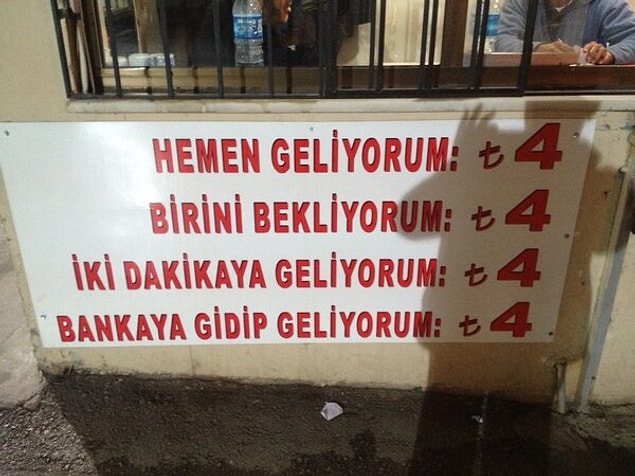 HEMEN GELİYORUM: ₺ 4
BİRİNİ BEKLİYORUM: ₺ 4
İKİ DAKİKAYA GELİYORUM: ₺ 4
BANKAYA GİDİP GELİYORUM: ₺ 4